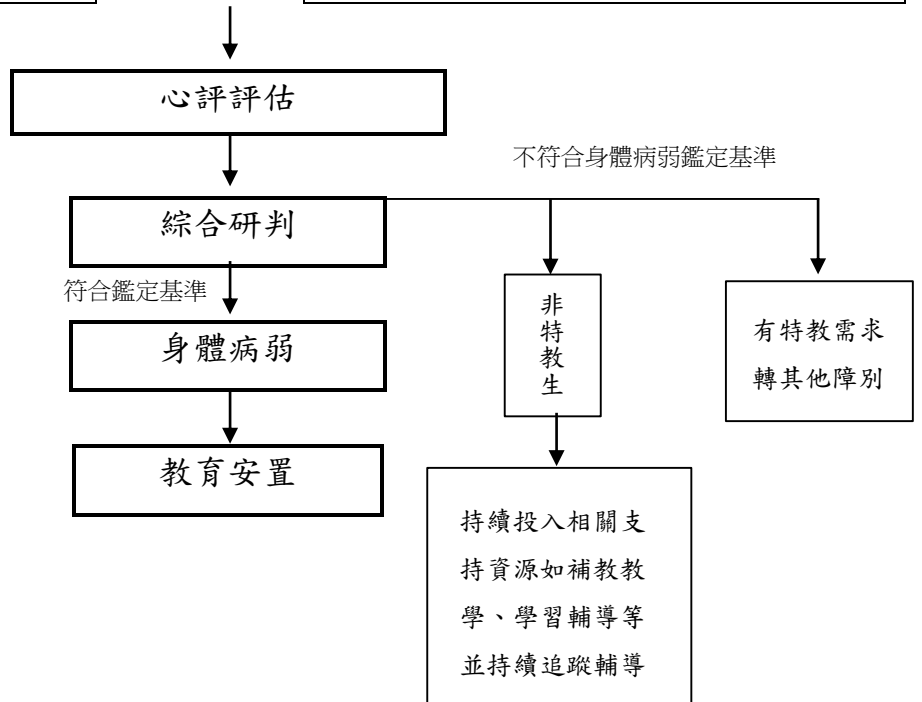 心評評估
不符合身體病弱鑑定基準
綜合研判
符合鑑定基準
身體病弱
非
特
教
生
有特教需求
轉其他障別
教育安置
持續投入相關支
持資源如補教教
學、學習輔導等
並持續追蹤輔導